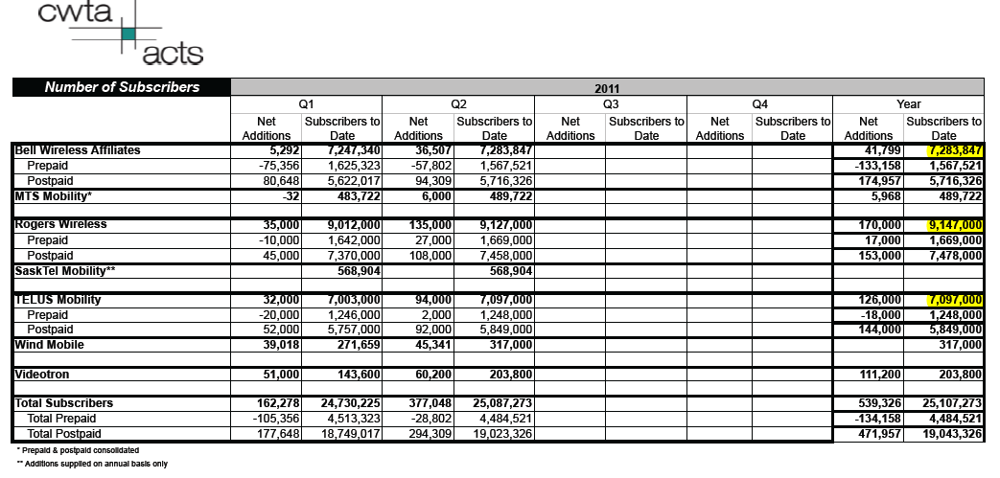 cwta
acts
Number of Subscribers 2011
Q1 Q2 Q3 Q4 Year
Net Additions Subscribers to Date Net Additions Subscribers to Date Net Additions Subscribers to Date Net Additions Subscribers to Date Net Additions Subscribers to Date
Bell Wireless Affiliates 5,292 7,247,340 36,507 7,283,847 41,799 7,283,847
Prepaid -75,356 1,625,323 -57,802 1,567,521 -133,158 1,567,521
Postpaid 80,648 5,622,017 94,309 5,716,326 174,957 5,716,326
MTS Mobility* -32 483,722 6,000 489,722 5,968 489,722
Rogers Wireless 35,000 9,012,000 135,000 9,127,000 170,000 9,147,000
Prepaid -10,000 1,642,000 27,000 1,669,000 17,000 1,669,000
Postpaid 45,000 7,370,000 108,000 7,458,000 153,000 7,478,000
SaskTel Mobility** 568,904 568,904
TELUS Mobility 32,000 7,003,000 94,000 7,097,000 126,000 7,097,000
Prepaid -20,000 1,246,000 2,000 1,248,000 -18,000 1,248,000
Postpaid 52,000 5,757,000 92,000 5,849,000 144,000 5,849,000
Wind Mobile 39,018 271,659 45,341 317,000 317,000
Videotron 51,000 143,600 60,200 203,800 111,200 203,800
Total Subscribers 162,278 24,730,225 377,048 25,087,273 539,326 25,107,273
Total Prepaid -105,356 4,513,323 -28,802 4,484,521 -134,158 4,484,521
Total Postpaid 177,648 18,749,017 294,309 19,023,326 471,957 19,043,326
* Prepaid & postpaid consolidated
** Additions supplied on annual basis only